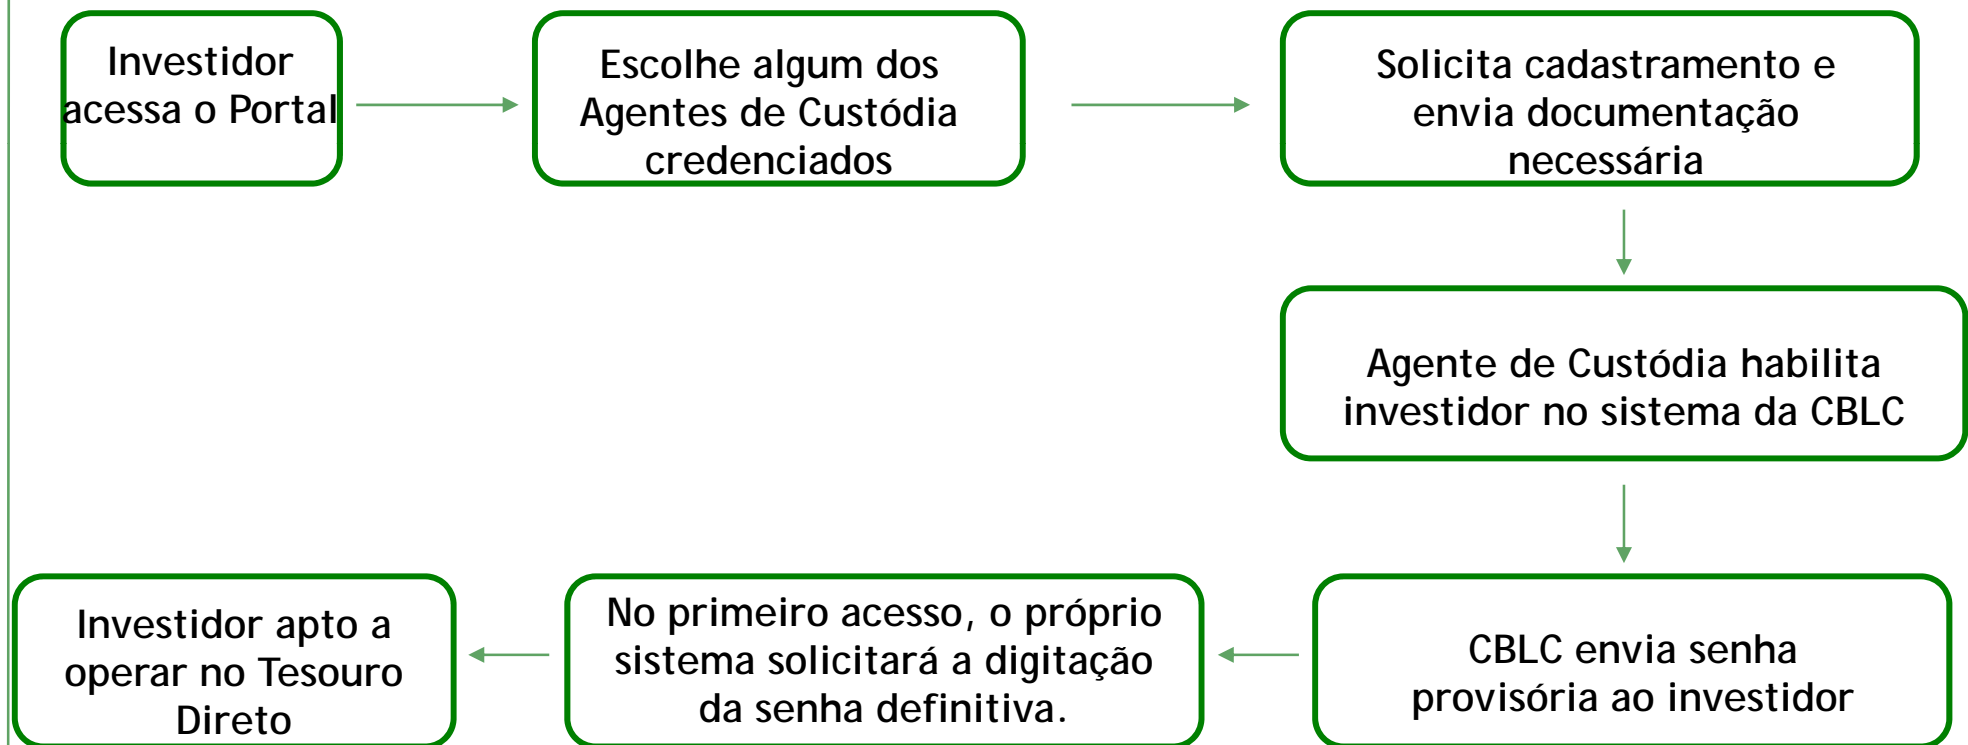 Investidor
acessa o Portal
Escolhe algum dos
Agentes de Custódia
credenciados
Solicita cadastramento e
envia documentação
necessária
Agente de Custódia habilita
investidor no sistema da CBLC
CBLC envia senha
provisória ao investidor
No primeiro acesso, o próprio
sistema solicitará a digitação
da senha definitiva.
Investidor apto a
operar no Tesouro
Direto